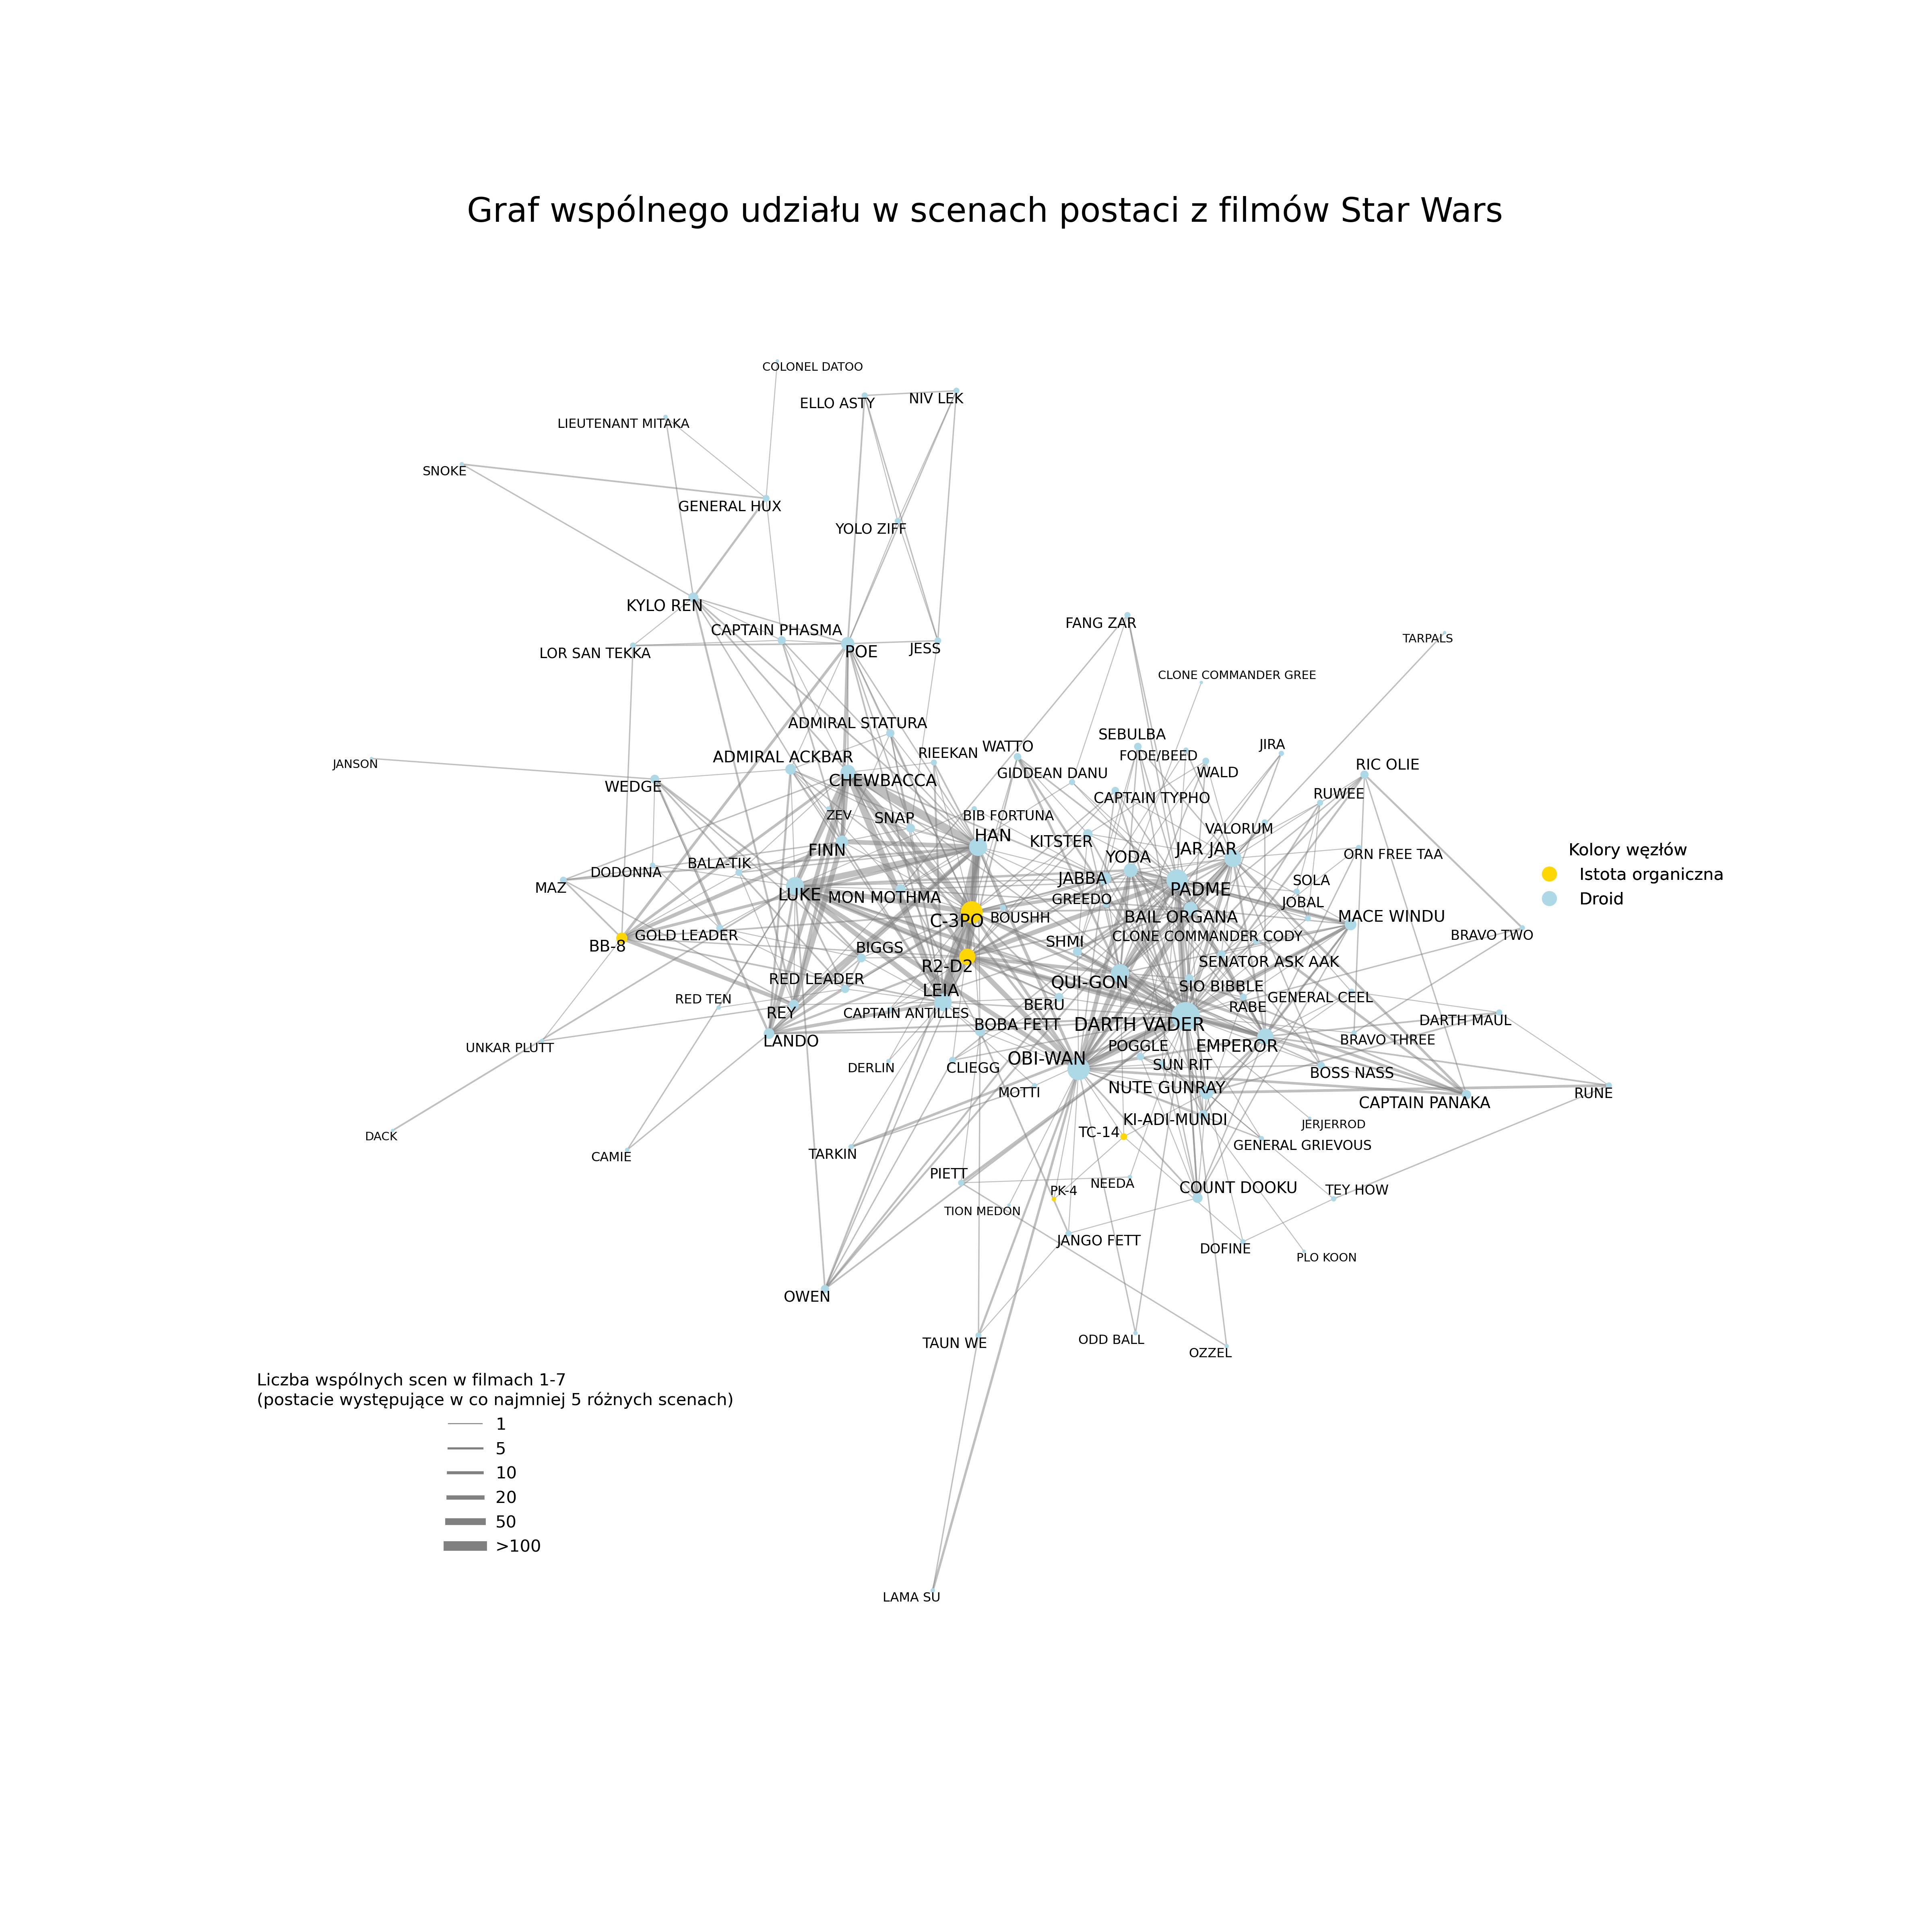 Graf wspólnego udziału w scenach postaci z filmów Star Wars
COLONEL DATOO
ELLO ASTY
NIV LEK
LIEUTENANT MITAKA
SNOKE
GENERAL HUX
YOLO ZIFF
KYLO REN
FANG ZAR
CAPTAIN PHASMA
TARPALS
LOR SAN TEKKA
POE
JESS
CLONE COMMANDER GREE
ADMIRAL STATURA
SEBULBA
JIRA
WATTO
RIEEKAN
ADMIRAL ACKBAR
FODE/BEED
JANSON
RIC OLIE
GIDDEAN DANU
WALD
CHEWBACCA
WEDGE
RUWEE
CAPTAIN TYPHO
ZEV
BIB FORTUNA
SNAP
VALORUM
HAN
KITSTER
FINN
JAR JAR
Kolory węzłów
ORN FREE TAA
YODA
BALA-TIK
DODONNA
Istota organiczna
JABBA
SOLA
MAZ
PADME
LUKE
MON MOTHMA
GREEDO
Droid
JOBAL
BOUSHH
BAIL ORGANA
MACE WINDU
C-3PO
GOLD LEADER
CLONE COMMANDER CODY
BRAVO TWO
BB-8
SHMI
BIGGS
SENATOR ASK AAK
R2-D2
RED LEADER
QUI-GON
SIO BIBBLE
LEIA
GENERAL CEEL
RED TEN
BERU
RABE
REY
CAPTAIN ANTILLES
DARTH MAUL
BOBA FETT
DARTH VADER
LANDO
BRAVO THREE
UNKAR PLUTT
POGGLE
EMPEROR
OBI-WAN
SUN RIT
DERLIN
CLIEGG
BOSS NASS
NUTE GUNRAY
MOTTI
RUNE
CAPTAIN PANAKA
KI-ADI-MUNDI
JERJERROD
TC-14
DACK
GENERAL GRIEVOUS
TARKIN
CAMIE
PIETT
NEEDA
COUNT DOOKU
PK-4
TEY HOW
TION MEDON
JANGO FETT
DOFINE
PLO KOON
OWEN
TAUN WE
ODD BALL
OZZEL
Liczba wspólnych scen w filmach 1-7
(postacie występujące w co najmniej 5 różnych scenach)
1
5
10
20
50
>100
LAMA SU